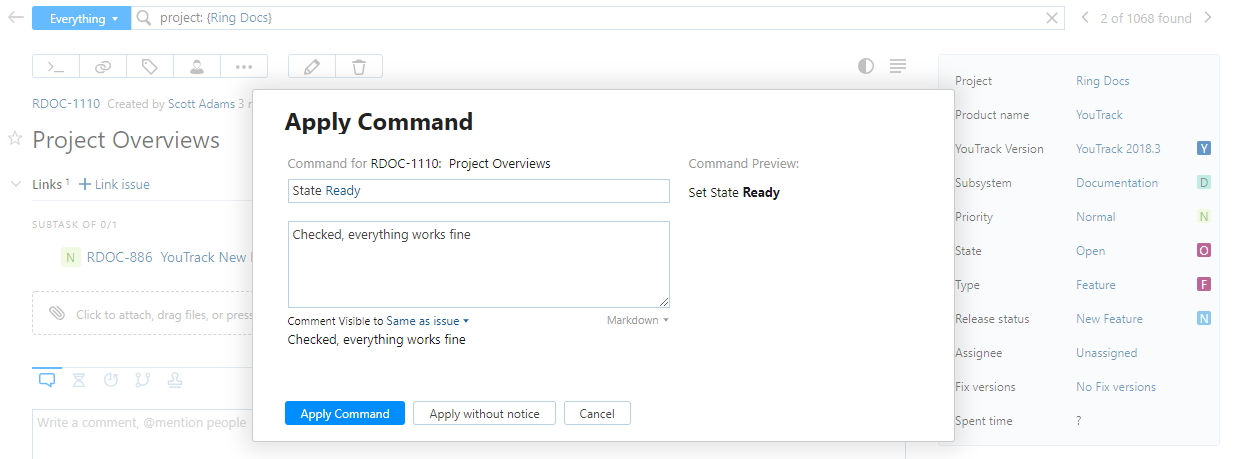 Everything
project: {Ring Docs}
2 of 1068 found
RDOC-1110 Created by Scott Adams 3
Project Overviews
Links 1 + Link issue
SUBTASK OF 0/1
N RDOC-886 YouTrack New
Click to attach, drag files, or press
Write a comment, @mention people
Apply Command
Command for RDOC-1110: Project Overviews
State Ready
Checked, everything works fine
Comment Visible to Same as issue
Markdown
Checked, everything works fine
Apply Command
Apply without notice
Cancel
Command Preview:
Set State Ready
Project Ring Docs
Product name YouTrack
YouTrack Version YouTrack 2018.3 Y
Subsystem Documentation D
Priority Normal N
State Open O
Type Feature F
Release status New Feature N
Assignee Unassigned
Fix versions No Fix versions
Spent time ?